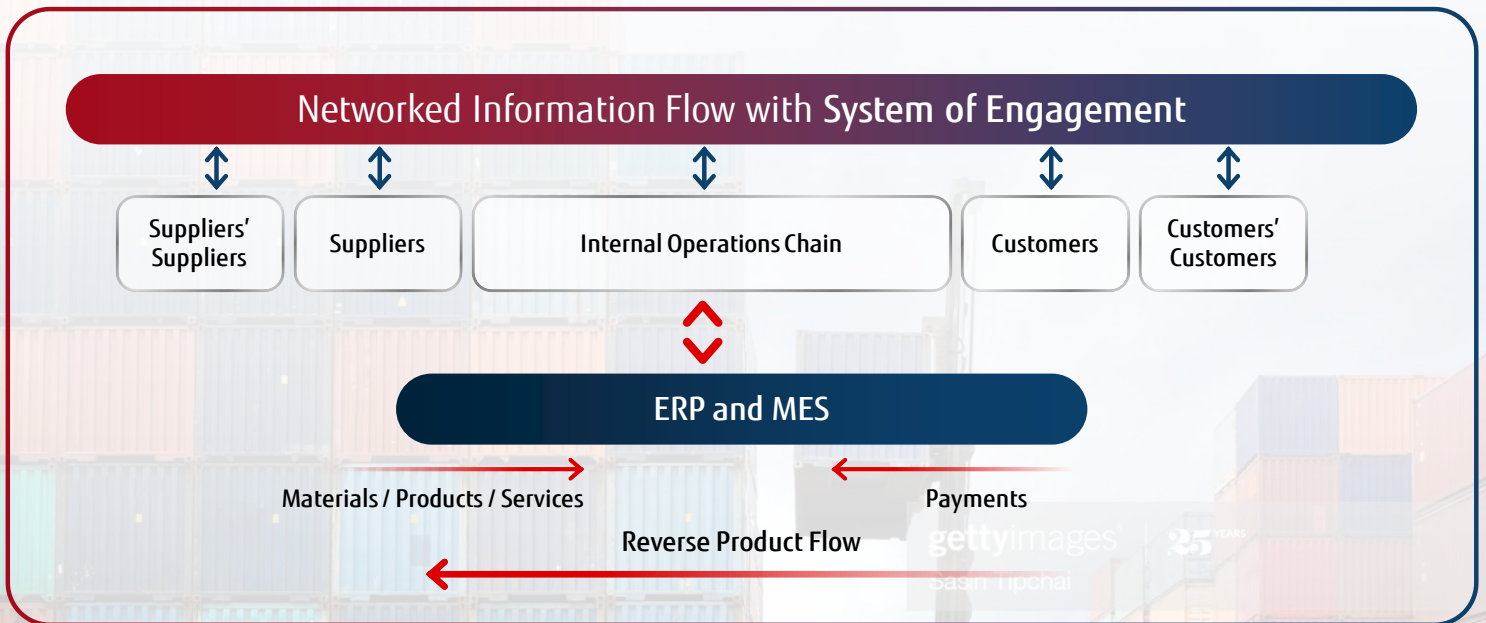 Networked Information Flow with System of Engagement
Suppliers'
Suppliers
Suppliers
Internal Operations Chain
Customers
Customers'
Customers
ERP and MES
Materials / Products / Services
Payments
Reverse Product Flow
gettyimages® 25 YEARS
Sasin Tipchai